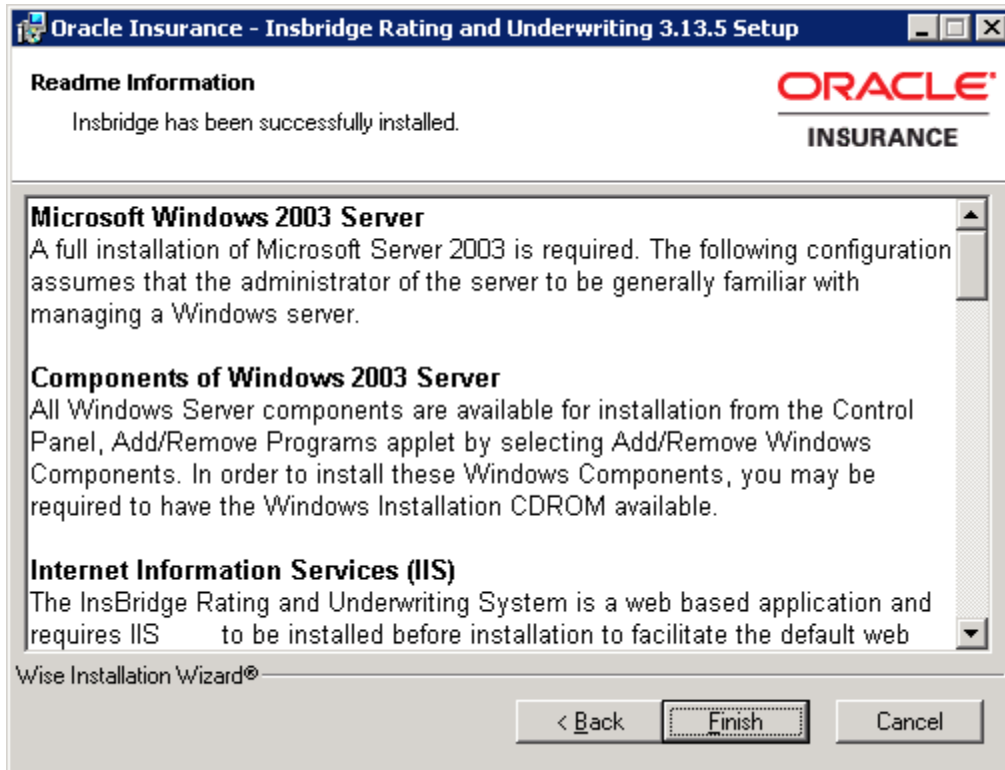 Oracle Insurance - Insbridge Rating and Underwriting 3.13.5 Setup
Readme Information
Insbridge has been successfully installed.
ORACLE
INSURANCE
Microsoft Windows 2003 Server
A full installation of Microsoft Server 2003 is required. The following configuration
assumes that the administrator of the server to be generally familiar with
managing a Windows server.
Components of Windows 2003 Server
All Windows Server components are available for installation from the Control
Panel, Add/Remove Programs applet by selecting Add/Remove Windows
Components. In order to install these Windows Components, you may be
required to have the Windows Installation CDROM available.
Internet Information Services (IIS)
The InsBridge Rating and Underwriting System is a web based application and
requires IIS to be installed before installation to facilitate the default web
Wise Installation Wizard®
< Back Finish Cancel